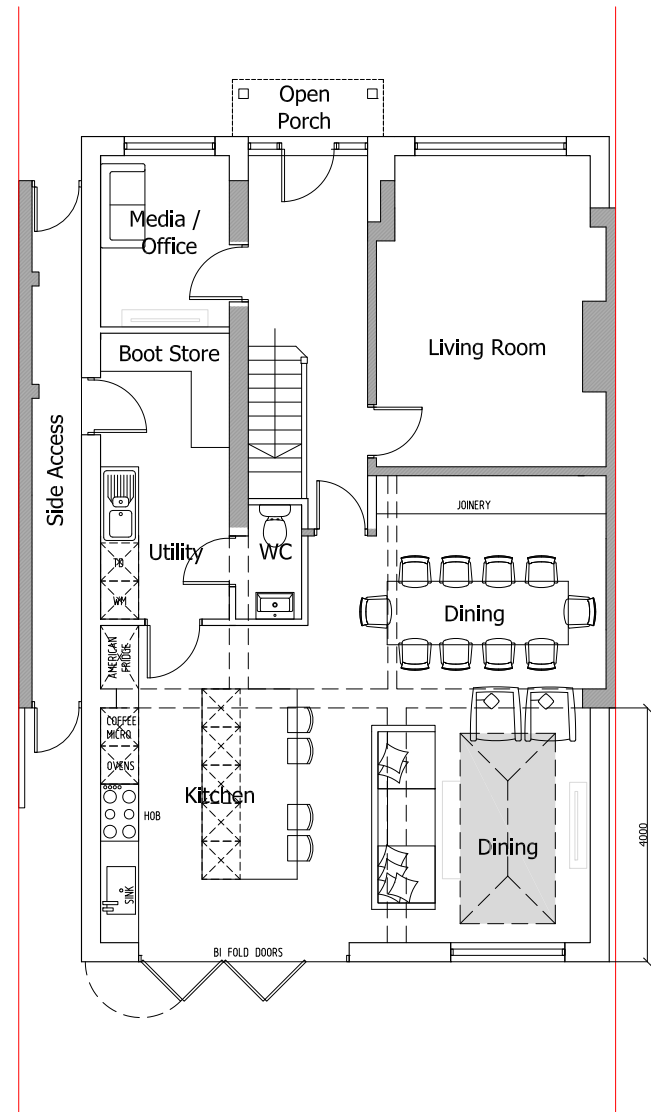 Open
Porch
Media /
Office
Boot Store
Living Room
Side Access
JOINERY
Utility
WC
TD
WM
Dining
AMERICAN
FRIDGE
COFFEE
MICRO
OVENS
Kitchen
HOB
4000
Dining
SINK
BI FOLD DOORS